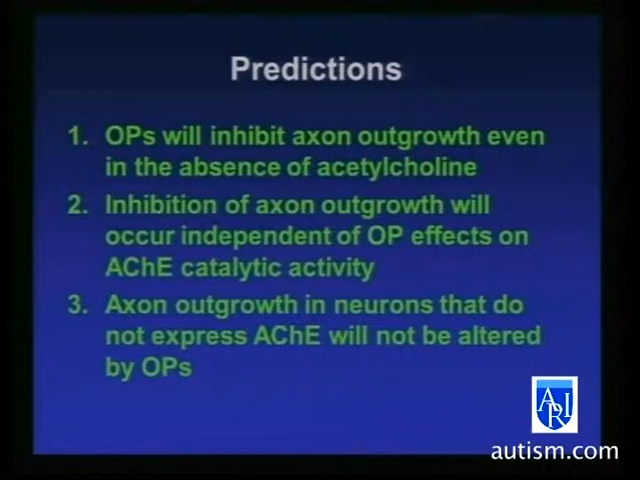 Predictions
1. OPs will inhibit axon outgrowth even
in the absence of acetylcholine
2. Inhibition of axon outgrowth will
occur independent of OP effects on
AChE catalytic activity
3. Axon outgrowth in neurons that do
not express AChE will not be altered
by OPs
ARI
autism.com